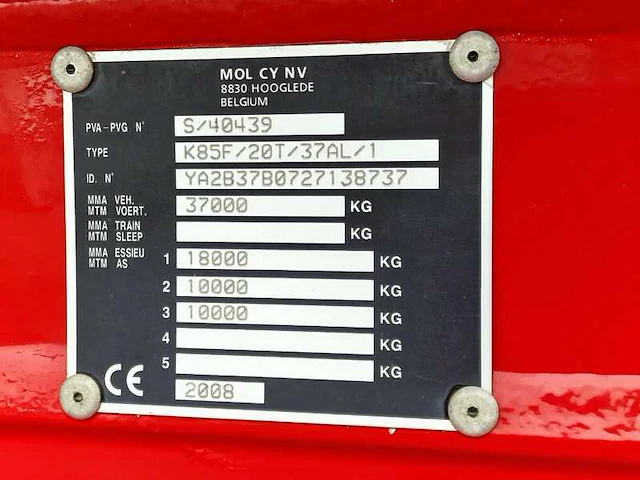 MOL CY NV
8830 HOOGLEDE
BELGIUM
PVA-PVG N° S/40439
TYPE K85F/20T/37AL/1
ID. N° YA2B37B0727138737
MMA VEH. MTM VOERT. 37000 KG
MMA TRAIN MTM SLEEP KG
MMA ESSIEU MTM AS 1 18000 KG
2 10000 KG
3 10000 KG
4 KG
5 KG
CE 2008